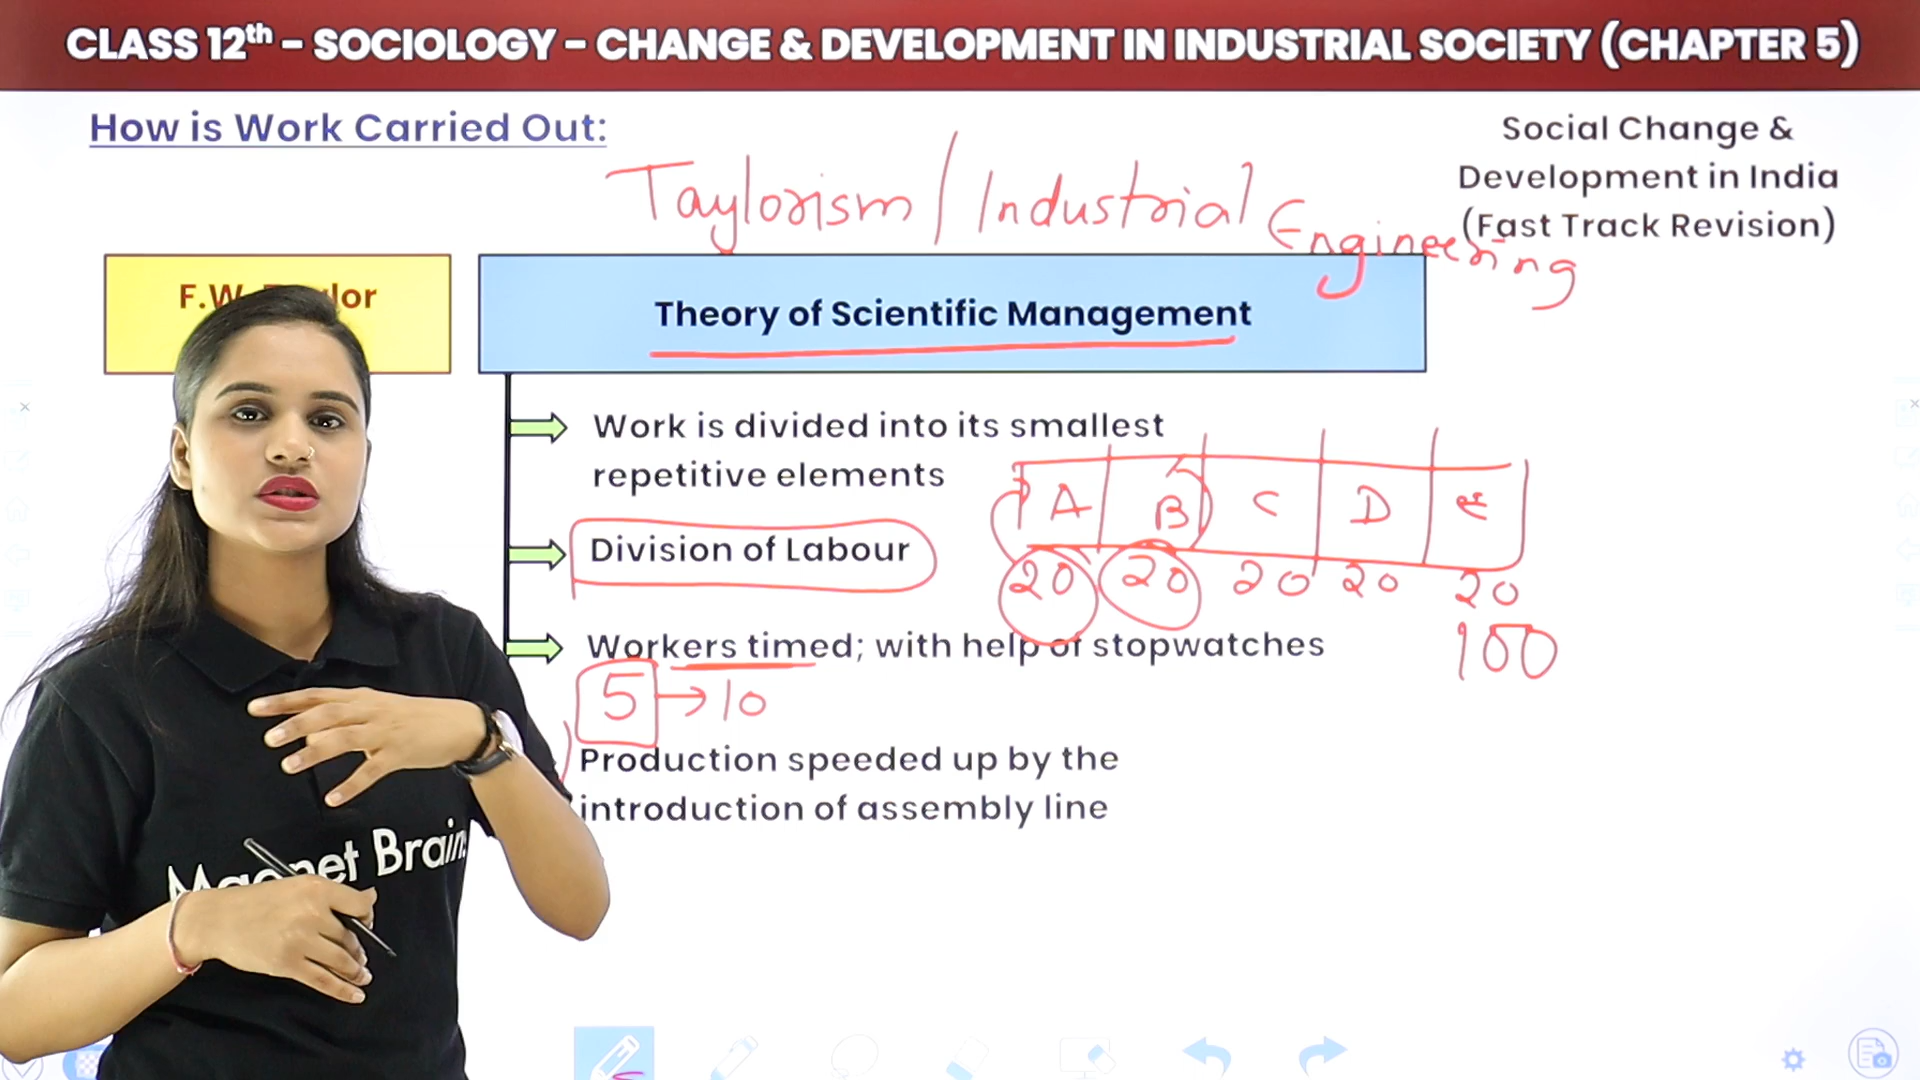 CLASS 12th – SOCIOLOGY – CHANGE & DEVELOPMENT IN INDUSTRIAL SOCIETY (CHAPTER 5)
How is Work Carried Out:
Social Change &
Development in India
(Fast Track Revision)
Taylorism / Industrial Engineering
F.W. Taylor
Theory of Scientific Management
Work is divided into its smallest
repetitive elements
A B C D E
Division of Labour
20 20 20 20 20
Workers timed; with help of stopwatches
100
5 → 10
Production speeded up by the
introduction of assembly line
Magnet Brains